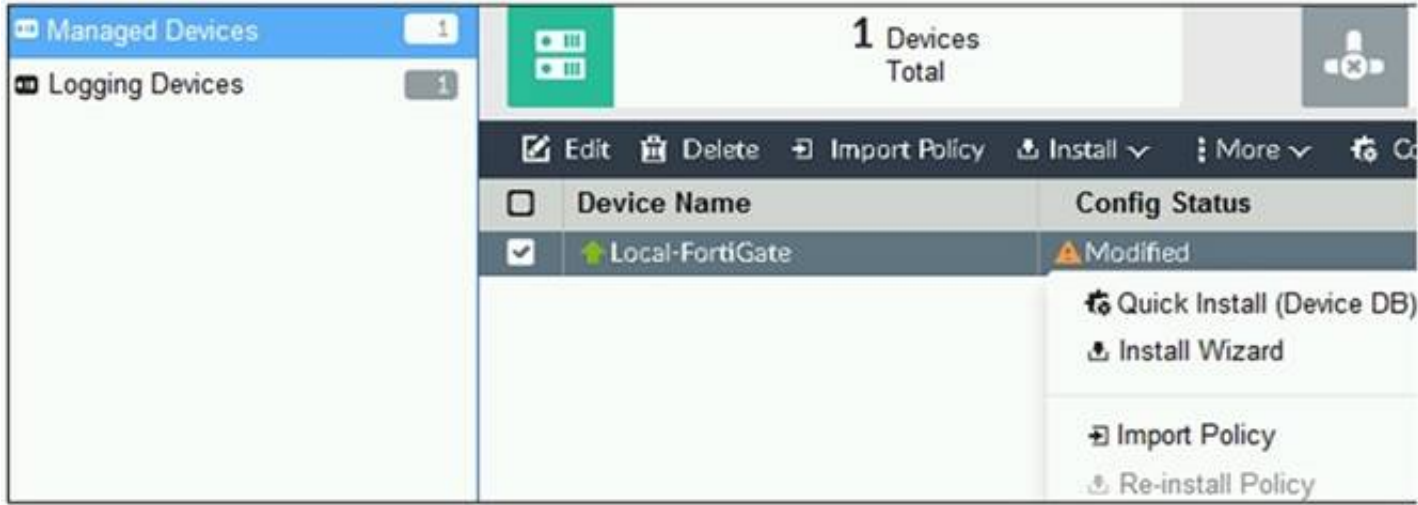 Managed Devices 1
Logging Devices 1
1 Devices
Total
Edit Delete Import Policy Install More Co
Device Name Config Status
Local-FortiGate Modified
Quick Install (Device DB)
Install Wizard
Import Policy
Re-install Policy